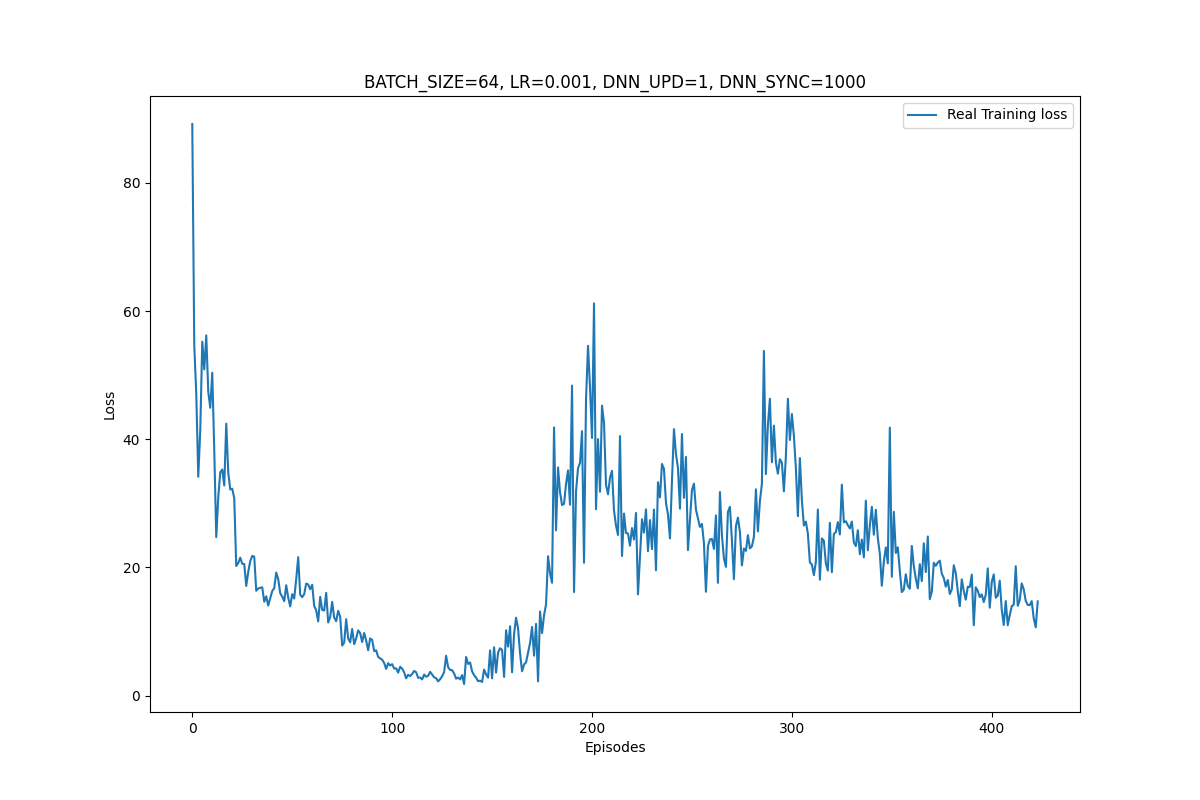 BATCH_SIZE=64, LR=0.001, DNN_UPD=1, DNN_SYNC=1000
Real Training loss
80
60
40
20
0
Loss
0 100 200 300 400
Episodes